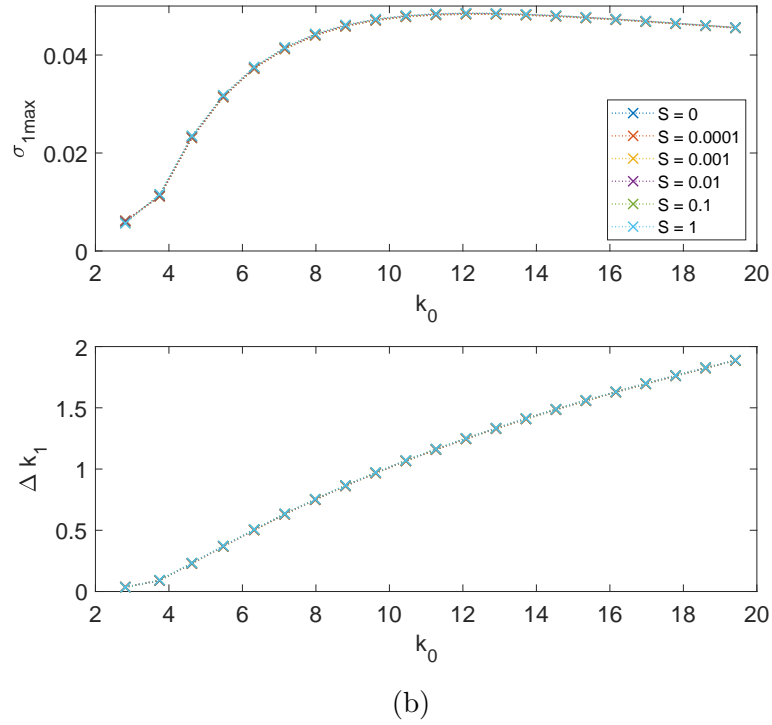 0.04
0.02
0
σ1max
S = 0
S = 0.0001
S = 0.001
S = 0.01
S = 0.1
S = 1
2 4 6 8 10 12 14 16 18 20
k0
2
1.5
1
0.5
0
Δ k1
2 4 6 8 10 12 14 16 18 20
k0
(b)